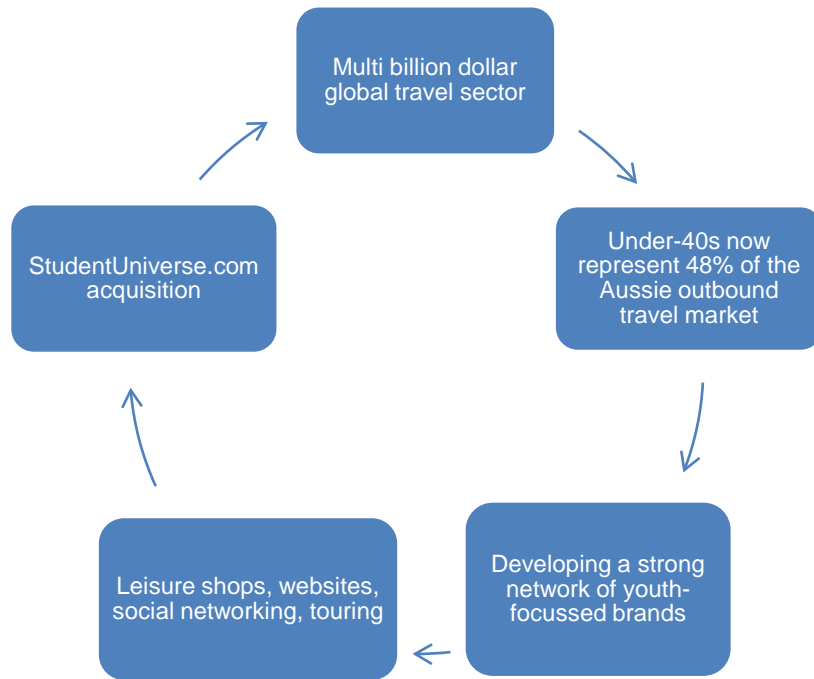 Multi billion dollar
global travel sector
Under-40s now
represent 48% of the
Aussie outbound
travel market
Developing a strong
network of youth-
focussed brands
Leisure shops, websites,
social networking, touring
StudentUniverse.com
acquisition